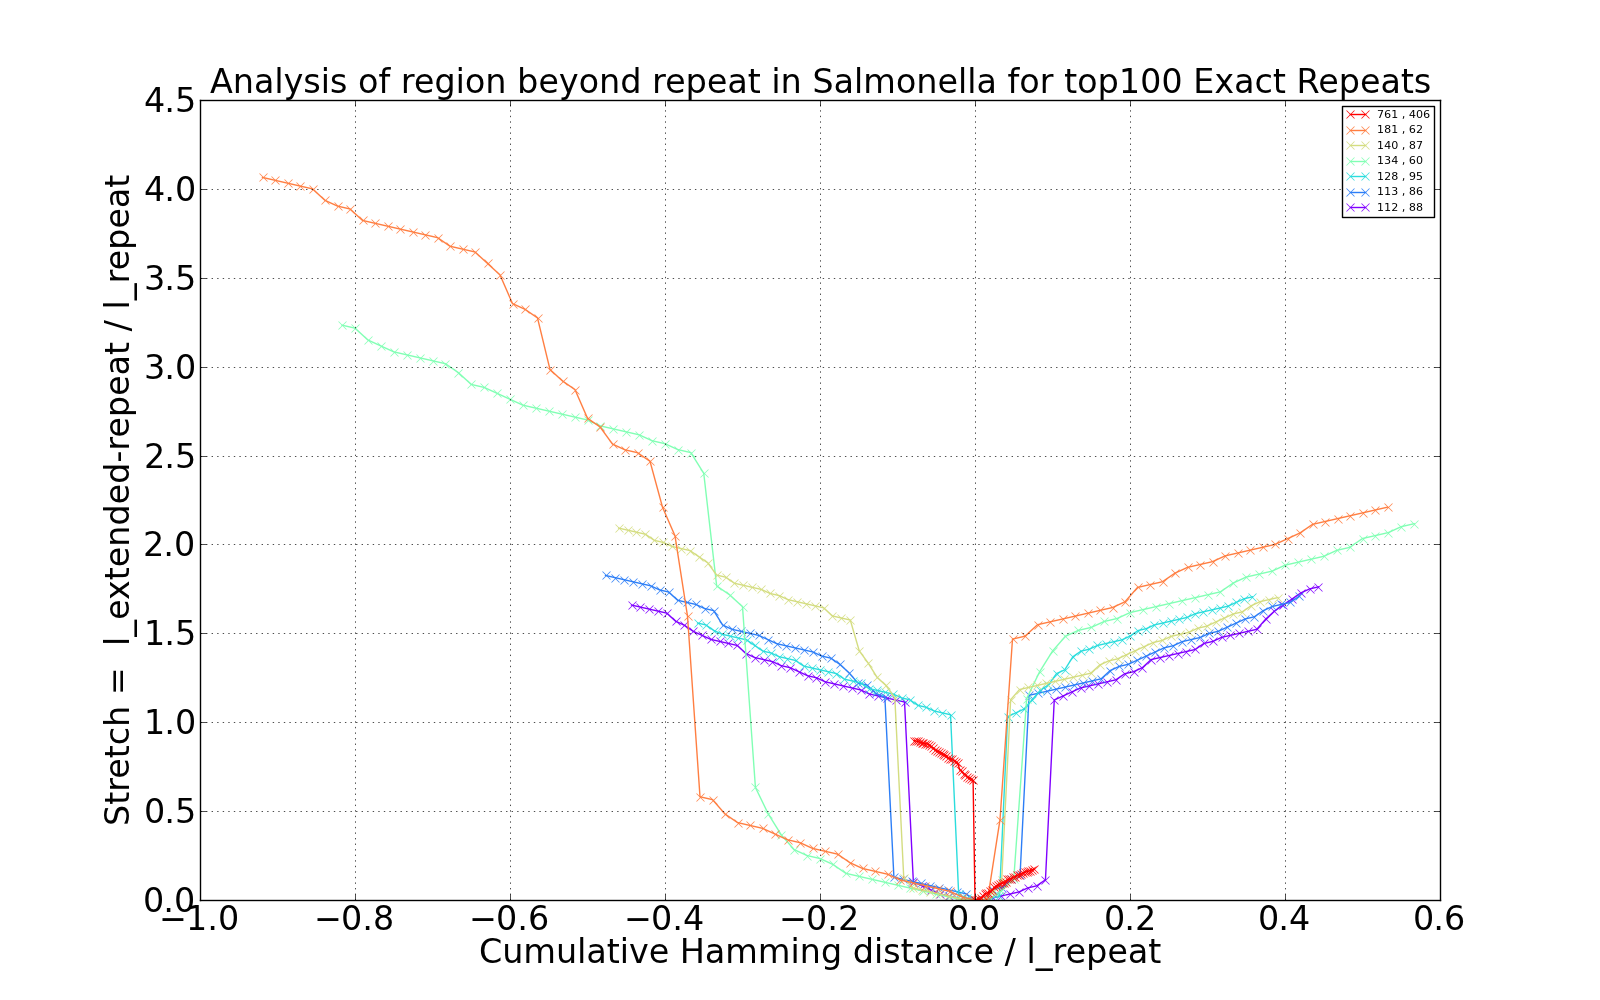 Analysis of region beyond repeat in Salmonella for top100 Exact Repeats
Stretch = l_extended-repeat / l_repeat
4.5
4.0
3.5
3.0
2.5
2.0
1.5
1.0
0.5
0.0
761 , 406
181 , 62
140 , 87
134 , 60
128 , 95
113 , 86
112 , 88
−1.0 −0.8 −0.6 −0.4 −0.2 0.0 0.2 0.4 0.6
Cumulative Hamming distance / l_repeat